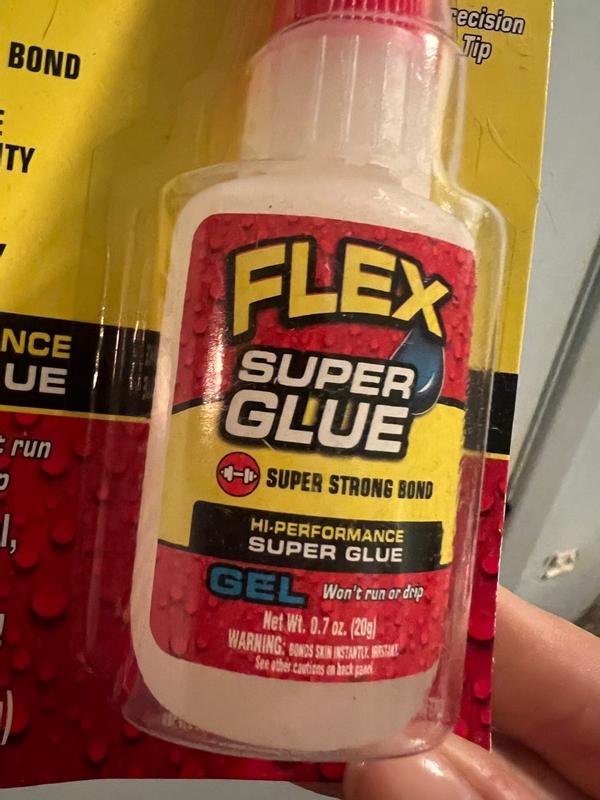 recision
Tip
BOND
E
ITY
NCE
UE
t run
p
l,
FLEX
SUPER
GLUE
SUPER STRONG BOND
HI-PERFORMANCE
SUPER GLUE
GEL Won't run or drip
Net Wt. 0.7 oz. (20g)
WARNING: BONDS SKIN INSTANTLY. IRRITANT.
See other cautions on back panel.